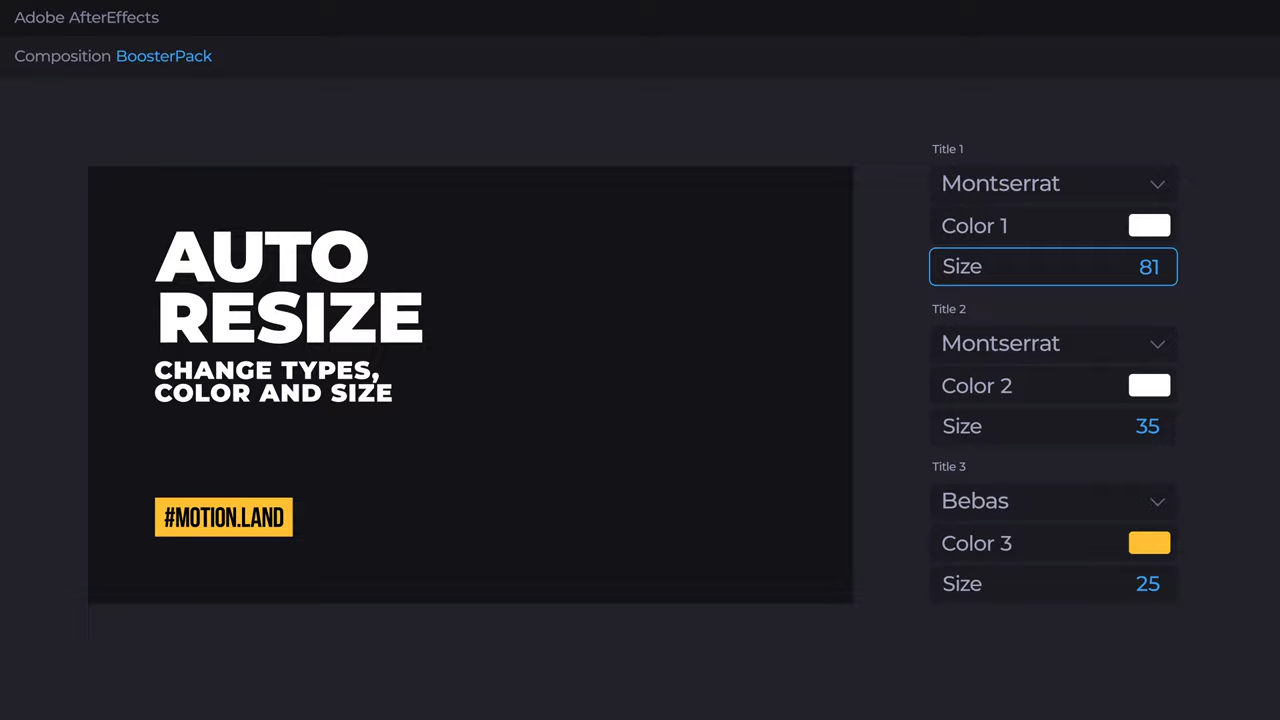 Adobe AfterEffects
Composition BoosterPack
AUTO
RESIZE
CHANGE TYPES,
COLOR AND SIZE
#MOTION.LAND
Title 1
Montserrat
Color 1
Size 81
Title 2
Montserrat
Color 2
Size 35
Title 3
Bebas
Color 3
Size 25